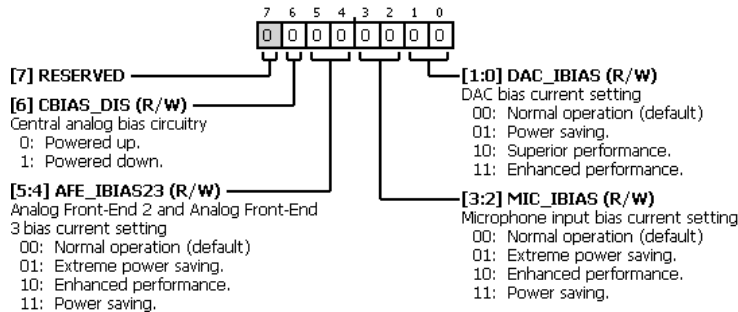 7 6 5 4 3 2 1 0
0 0 0 0 0 0 0 0
[7] RESERVED
[6] CBIAS_DIS (R/W)
Central analog bias circuitry
0: Powered up.
1: Powered down.
[5:4] AFE_IBIAS23 (R/W)
Analog Front-End 2 and Analog Front-End
3 bias current setting
00: Normal operation (default)
01: Extreme power saving.
10: Enhanced performance.
11: Power saving.
[1:0] DAC_IBIAS (R/W)
DAC bias current setting
00: Normal operation (default)
01: Power saving.
10: Superior performance.
11: Enhanced performance.
[3:2] MIC_IBIAS (R/W)
Microphone input bias current setting
00: Normal operation (default)
01: Extreme power saving.
10: Enhanced performance.
11: Power saving.